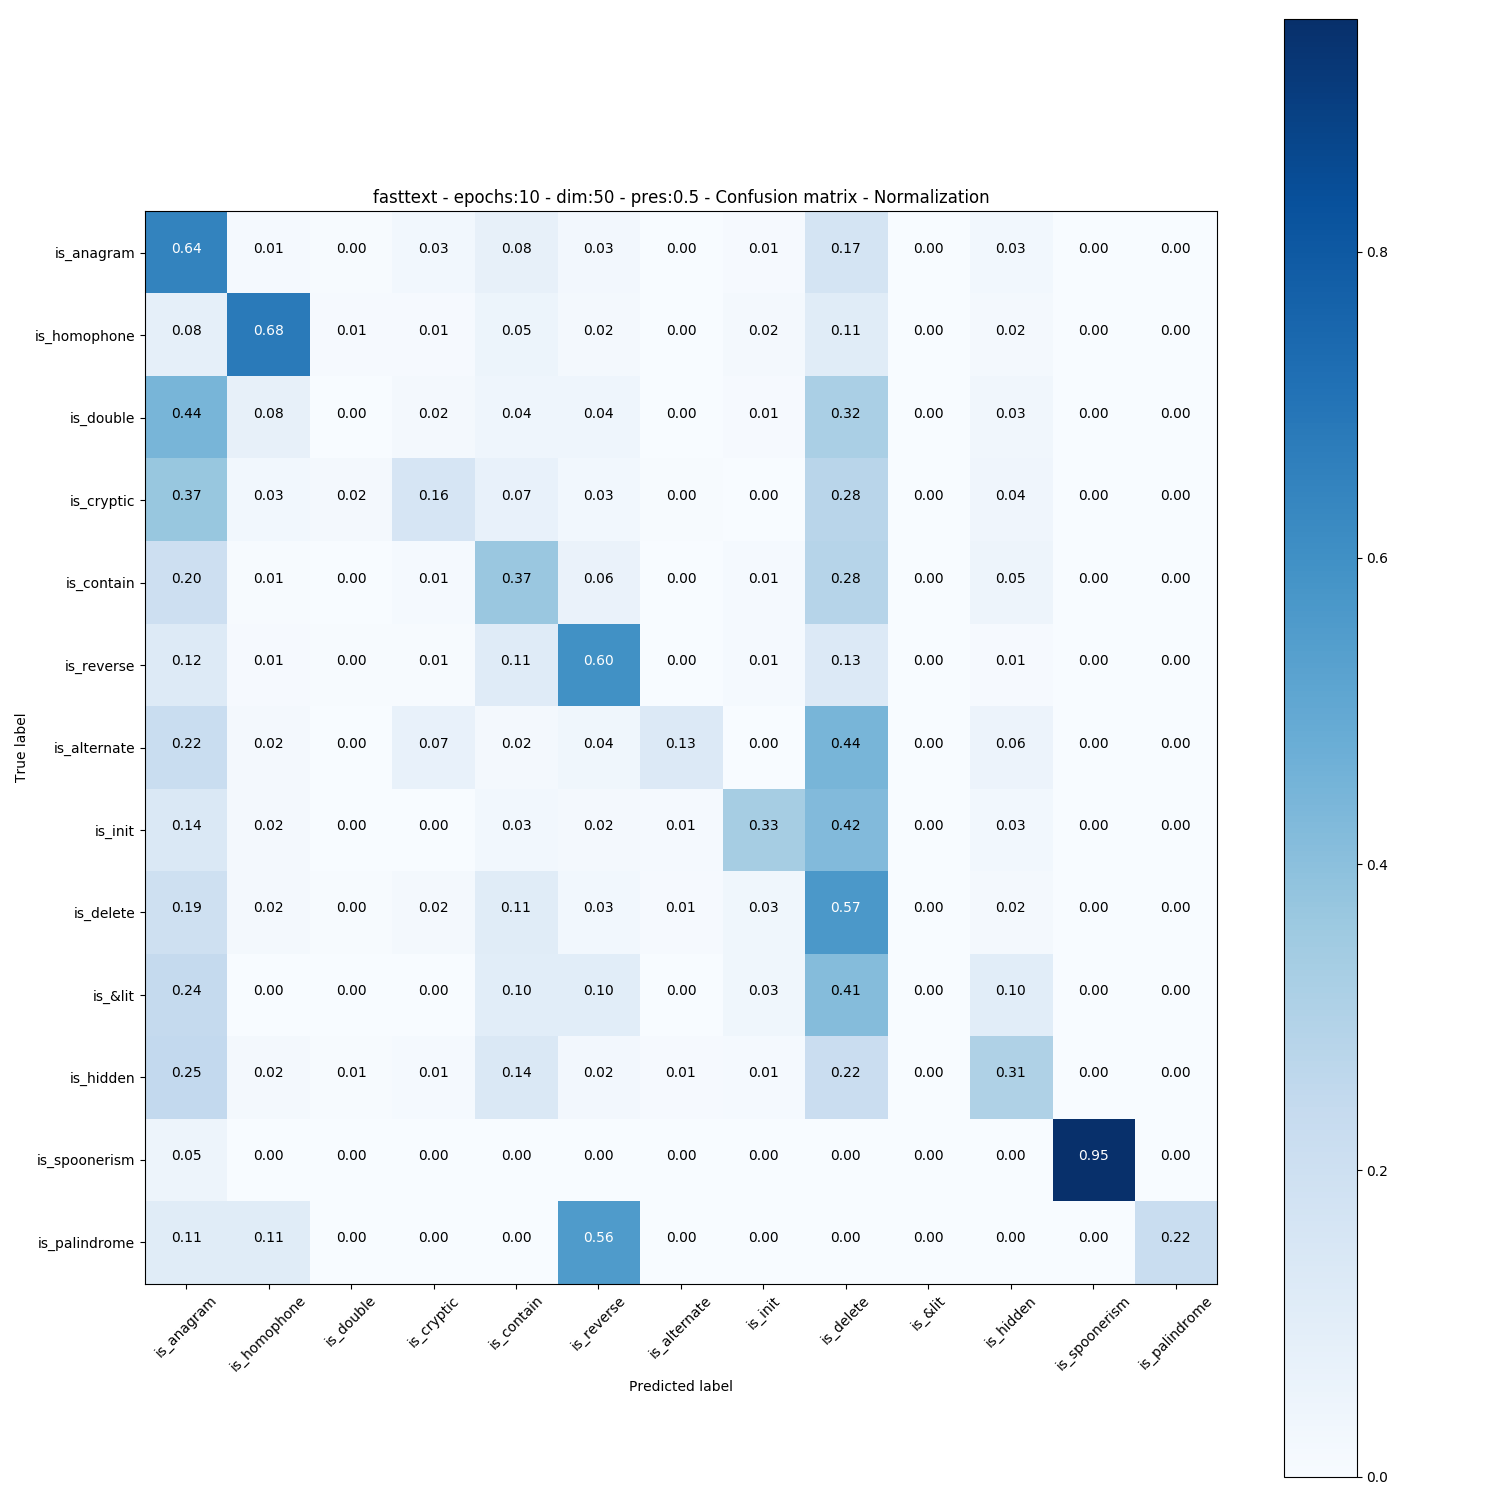 fasttext - epochs:10 - dim:50 - pres:0.5 - Confusion matrix - Normalization
is_anagram 0.64 0.01 0.00 0.03 0.08 0.03 0.00 0.01 0.17 0.00 0.03 0.00 0.00
is_homophone 0.08 0.68 0.01 0.01 0.05 0.02 0.00 0.02 0.11 0.00 0.02 0.00 0.00
is_double 0.44 0.08 0.00 0.02 0.04 0.04 0.00 0.01 0.32 0.00 0.03 0.00 0.00
is_cryptic 0.37 0.03 0.02 0.16 0.07 0.03 0.00 0.00 0.28 0.00 0.04 0.00 0.00
is_contain 0.20 0.01 0.00 0.01 0.37 0.06 0.00 0.01 0.28 0.00 0.05 0.00 0.00
is_reverse 0.12 0.01 0.00 0.01 0.11 0.60 0.00 0.01 0.13 0.00 0.01 0.00 0.00
True label
is_alternate 0.22 0.02 0.00 0.07 0.02 0.04 0.13 0.00 0.44 0.00 0.06 0.00 0.00
is_init 0.14 0.02 0.00 0.00 0.03 0.02 0.01 0.33 0.42 0.00 0.03 0.00 0.00
is_delete 0.19 0.02 0.00 0.02 0.11 0.03 0.01 0.03 0.57 0.00 0.02 0.00 0.00
is_&lit 0.24 0.00 0.00 0.00 0.10 0.10 0.00 0.03 0.41 0.00 0.10 0.00 0.00
is_hidden 0.25 0.02 0.01 0.01 0.14 0.02 0.01 0.01 0.22 0.00 0.31 0.00 0.00
is_spoonerism 0.05 0.00 0.00 0.00 0.00 0.00 0.00 0.00 0.00 0.00 0.00 0.95 0.00
is_palindrome 0.11 0.11 0.00 0.00 0.00 0.56 0.00 0.00 0.00 0.00 0.00 0.00 0.22
is_anagram is_homophone is_double is_cryptic is_contain is_reverse is_alternate is_init is_delete is_&lit is_hidden is_spoonerism is_palindrome
Predicted label
0.8
0.6
0.4
0.2
0.0